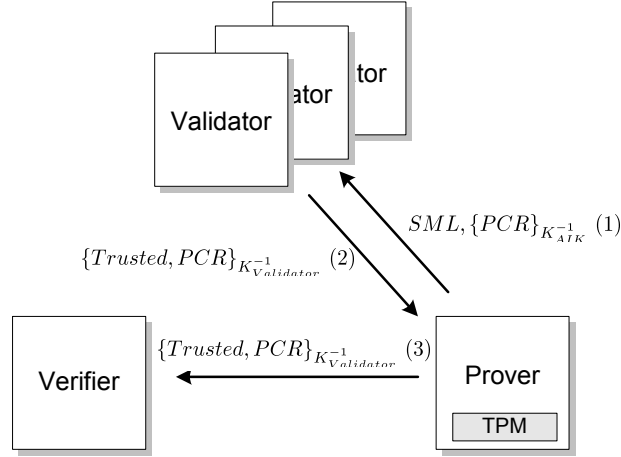 tor
ator
Validator
SML, {PCR}_{K_{AIK}^{-1}} (1)
{Trusted, PCR}_{K_{Validator}^{-1}} (2)
{Trusted, PCR}_{K_{Validator}^{-1}} (3)
Verifier
Prover
TPM